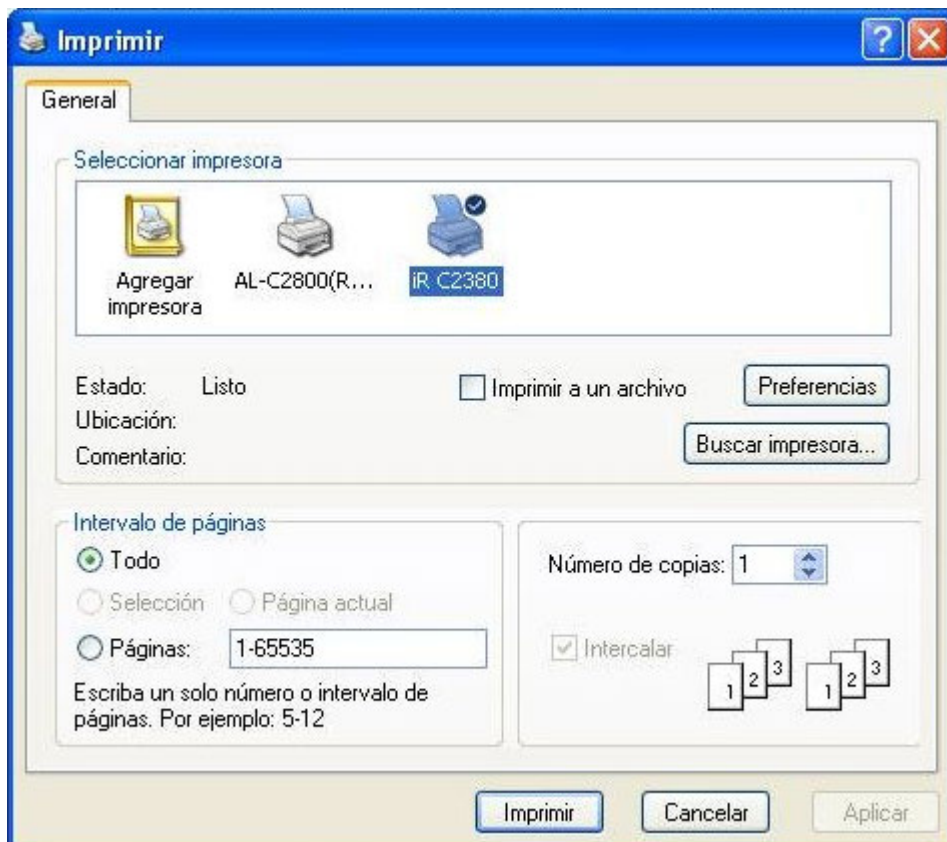 Imprimir
General
Seleccionar impresora
Agregar
impresora
AL-C2800(R...
iR C2380
Estado: Listo
Imprimir a un archivo
Preferencias
Ubicación:
Buscar impresora...
Comentario:
Intervalo de páginas
Todo
Selección
Página actual
Páginas: 1-65535
Escriba un solo número o intervalo de
páginas. Por ejemplo: 5-12
Número de copias: 1
Intercalar
1 2 3 1 2 3
Imprimir
Cancelar
Aplicar